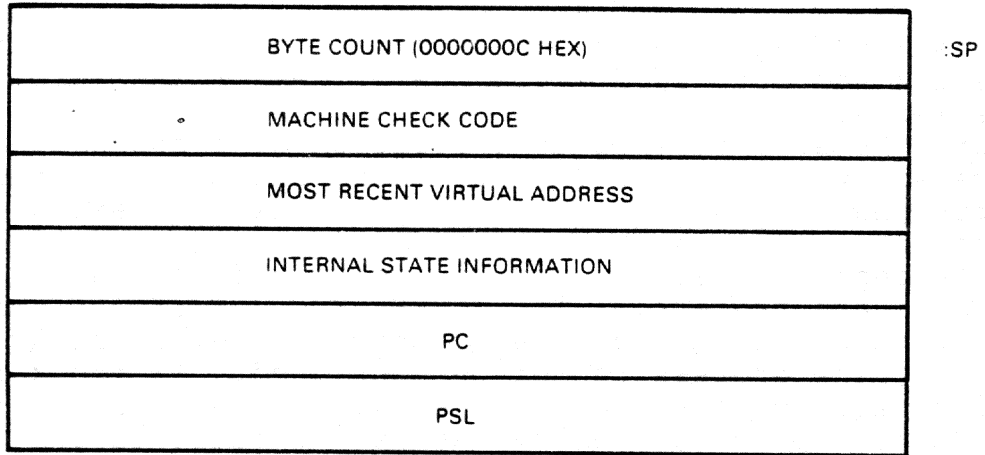 BYTE COUNT (0000000C HEX) :SP
MACHINE CHECK CODE
MOST RECENT VIRTUAL ADDRESS
INTERNAL STATE INFORMATION
PC
PSL